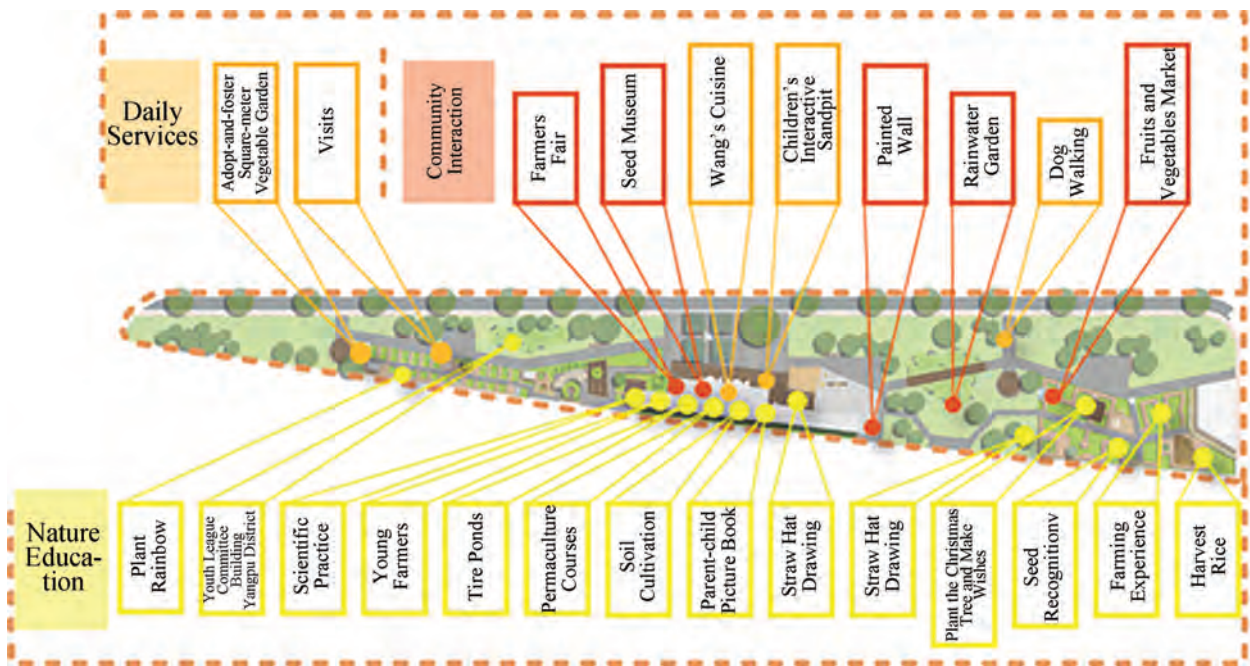 Daily
Services
Adopt-and-foster
Square-meter
Vegetable Garden
Visits
Community
Interaction
Farmers
Fair
Seed Museum
Wang's Cuisine
Children's
Interactive
Sandpit
Painted
Wall
Rainwater
Garden
Dog
Walking
Fruits and
Vegetables Market
Nature
Educa-
tion
Plant
Rainbow
Youth League
Committee
Building
Yangpu District
Scientific
Practice
Young
Farmers
Tire Ponds
Permaculture
Courses
Soil
Cultivation
Parent-child
Picture Book
Straw Hat
Drawing
Straw Hat
Drawing
Plant the Christmas
Tree and Make
Wishes
Seed
Recognitionv
Farming
Experience
Harvest
Rice